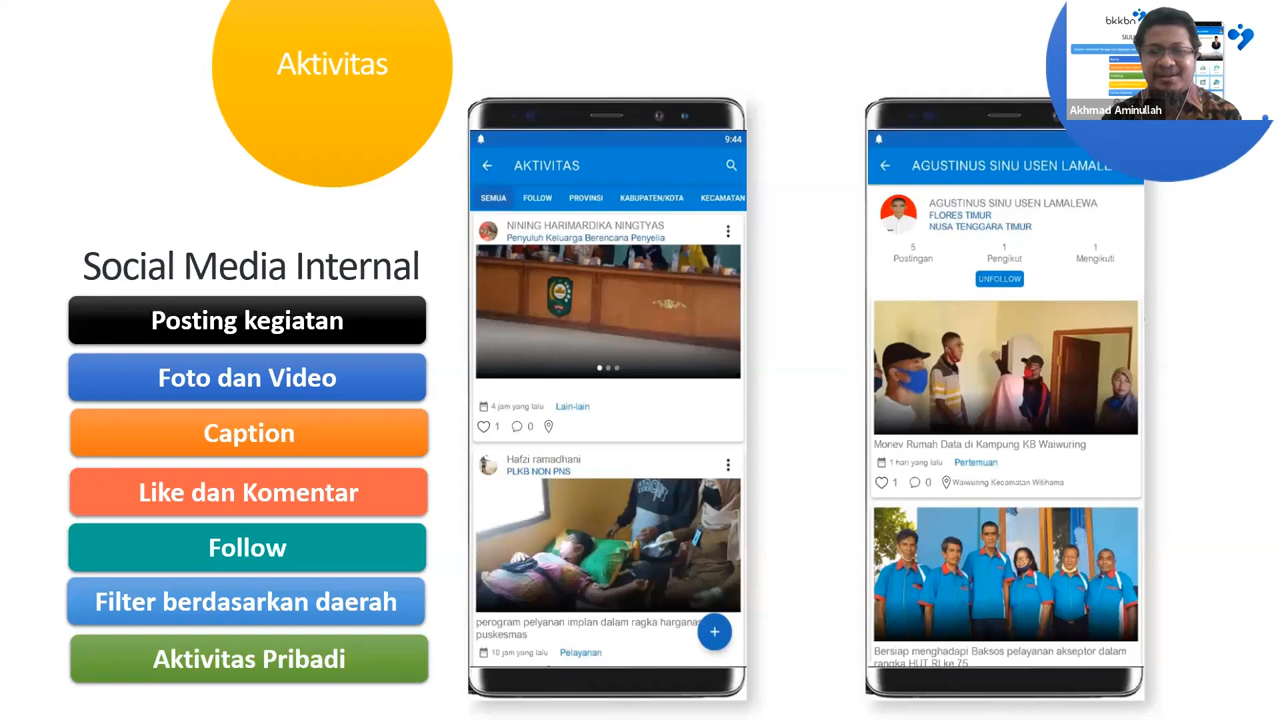 Aktivitas
Social Media Internal
Posting kegiatan
Foto dan Video
Caption
Like dan Komentar
Follow
Filter berdasarkan daerah
Aktivitas Pribadi
9:44
AKTIVITAS
SEMUA FOLLOW PROVINSI KABUPATEN/KOTA KECAMATAN
NINING HARIMARDIKA NINGTYAS
Penyuluh Keluarga Berencana Penyelia
4 jam yang lalu Lain-lain
1 0
Hafzi ramadhani
PLKB NON PNS
perogram pelyanan implan dalam ragka harganas
puskesmas
10 jam yang lalu Pelayanan
AGUSTINUS SINU USEN LAMALE
AGUSTINUS SINU USEN LAMALEWA
FLORES TIMUR
NUSA TENGGARA TIMUR
5 1 1
Postingan Pengikut Mengikuti
UNFOLLOW
Monev Rumah Data di Kampung KB Waiwuring
1 hari yang lalu Pertemuan
1 0 Waiwuring Kecamatan Witihama
Bersiap menghadapi Baksos pelayanan akseptor dalam
rangka HUT RI ke 75
bkkbn
Akhmad Aminullah